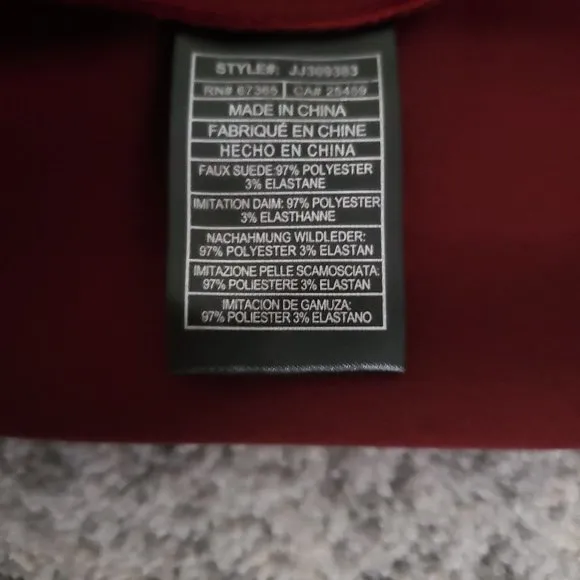 STYLE#: JJ309383
RN# 67365 CA# 25459
MADE IN CHINA
FABRIQUÉ EN CHINE
HECHO EN CHINA
FAUX SUEDE:97% POLYESTER
3% ELASTANE
IMITATION DAIM: 97% POLYESTER
3% ELASTHANNE
NACHAHMUNG WILDLEDER:
97% POLYESTER 3% ELASTAN
IMITAZIONE PELLE SCAMOSCIATA:
97% POLIESTERE 3% ELASTAN
IMITACION DE GAMUZA:
97% POLIESTER 3% ELASTANO